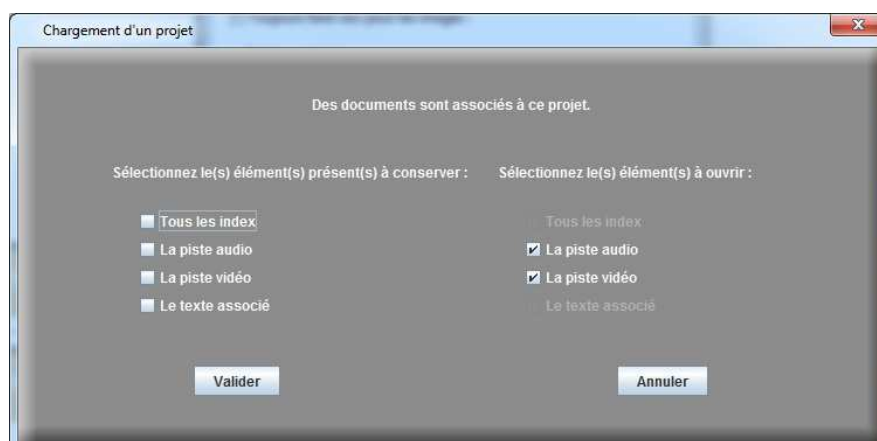 Chargement d'un projet
Des documents sont associés à ce projet.
Sélectionnez le(s) élément(s) présent(s) à conserver :
Tous les index
La piste audio
La piste vidéo
Le texte associé
Sélectionnez le(s) élément(s) à ouvrir :
Tous les index
La piste audio
La piste vidéo
Le texte associé
Valider
Annuler